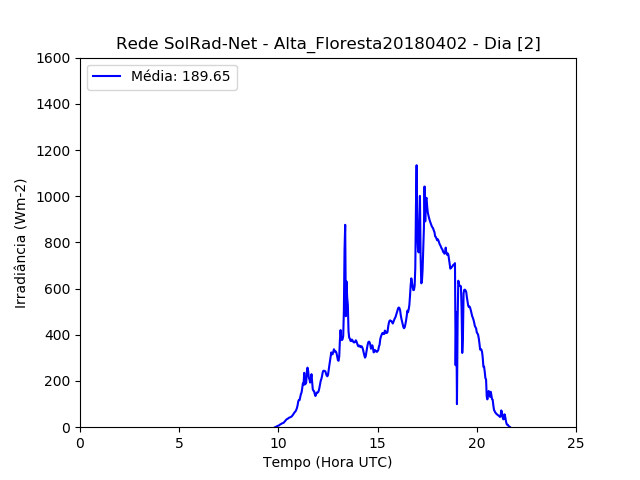 Rede SolRad-Net - Alta_Floresta20180402 - Dia [2]
Média: 189.65
1600
1400
1200
1000
800
600
400
200
0
Irradiância (Wm-2)
0 5 10 15 20 25
Tempo (Hora UTC)